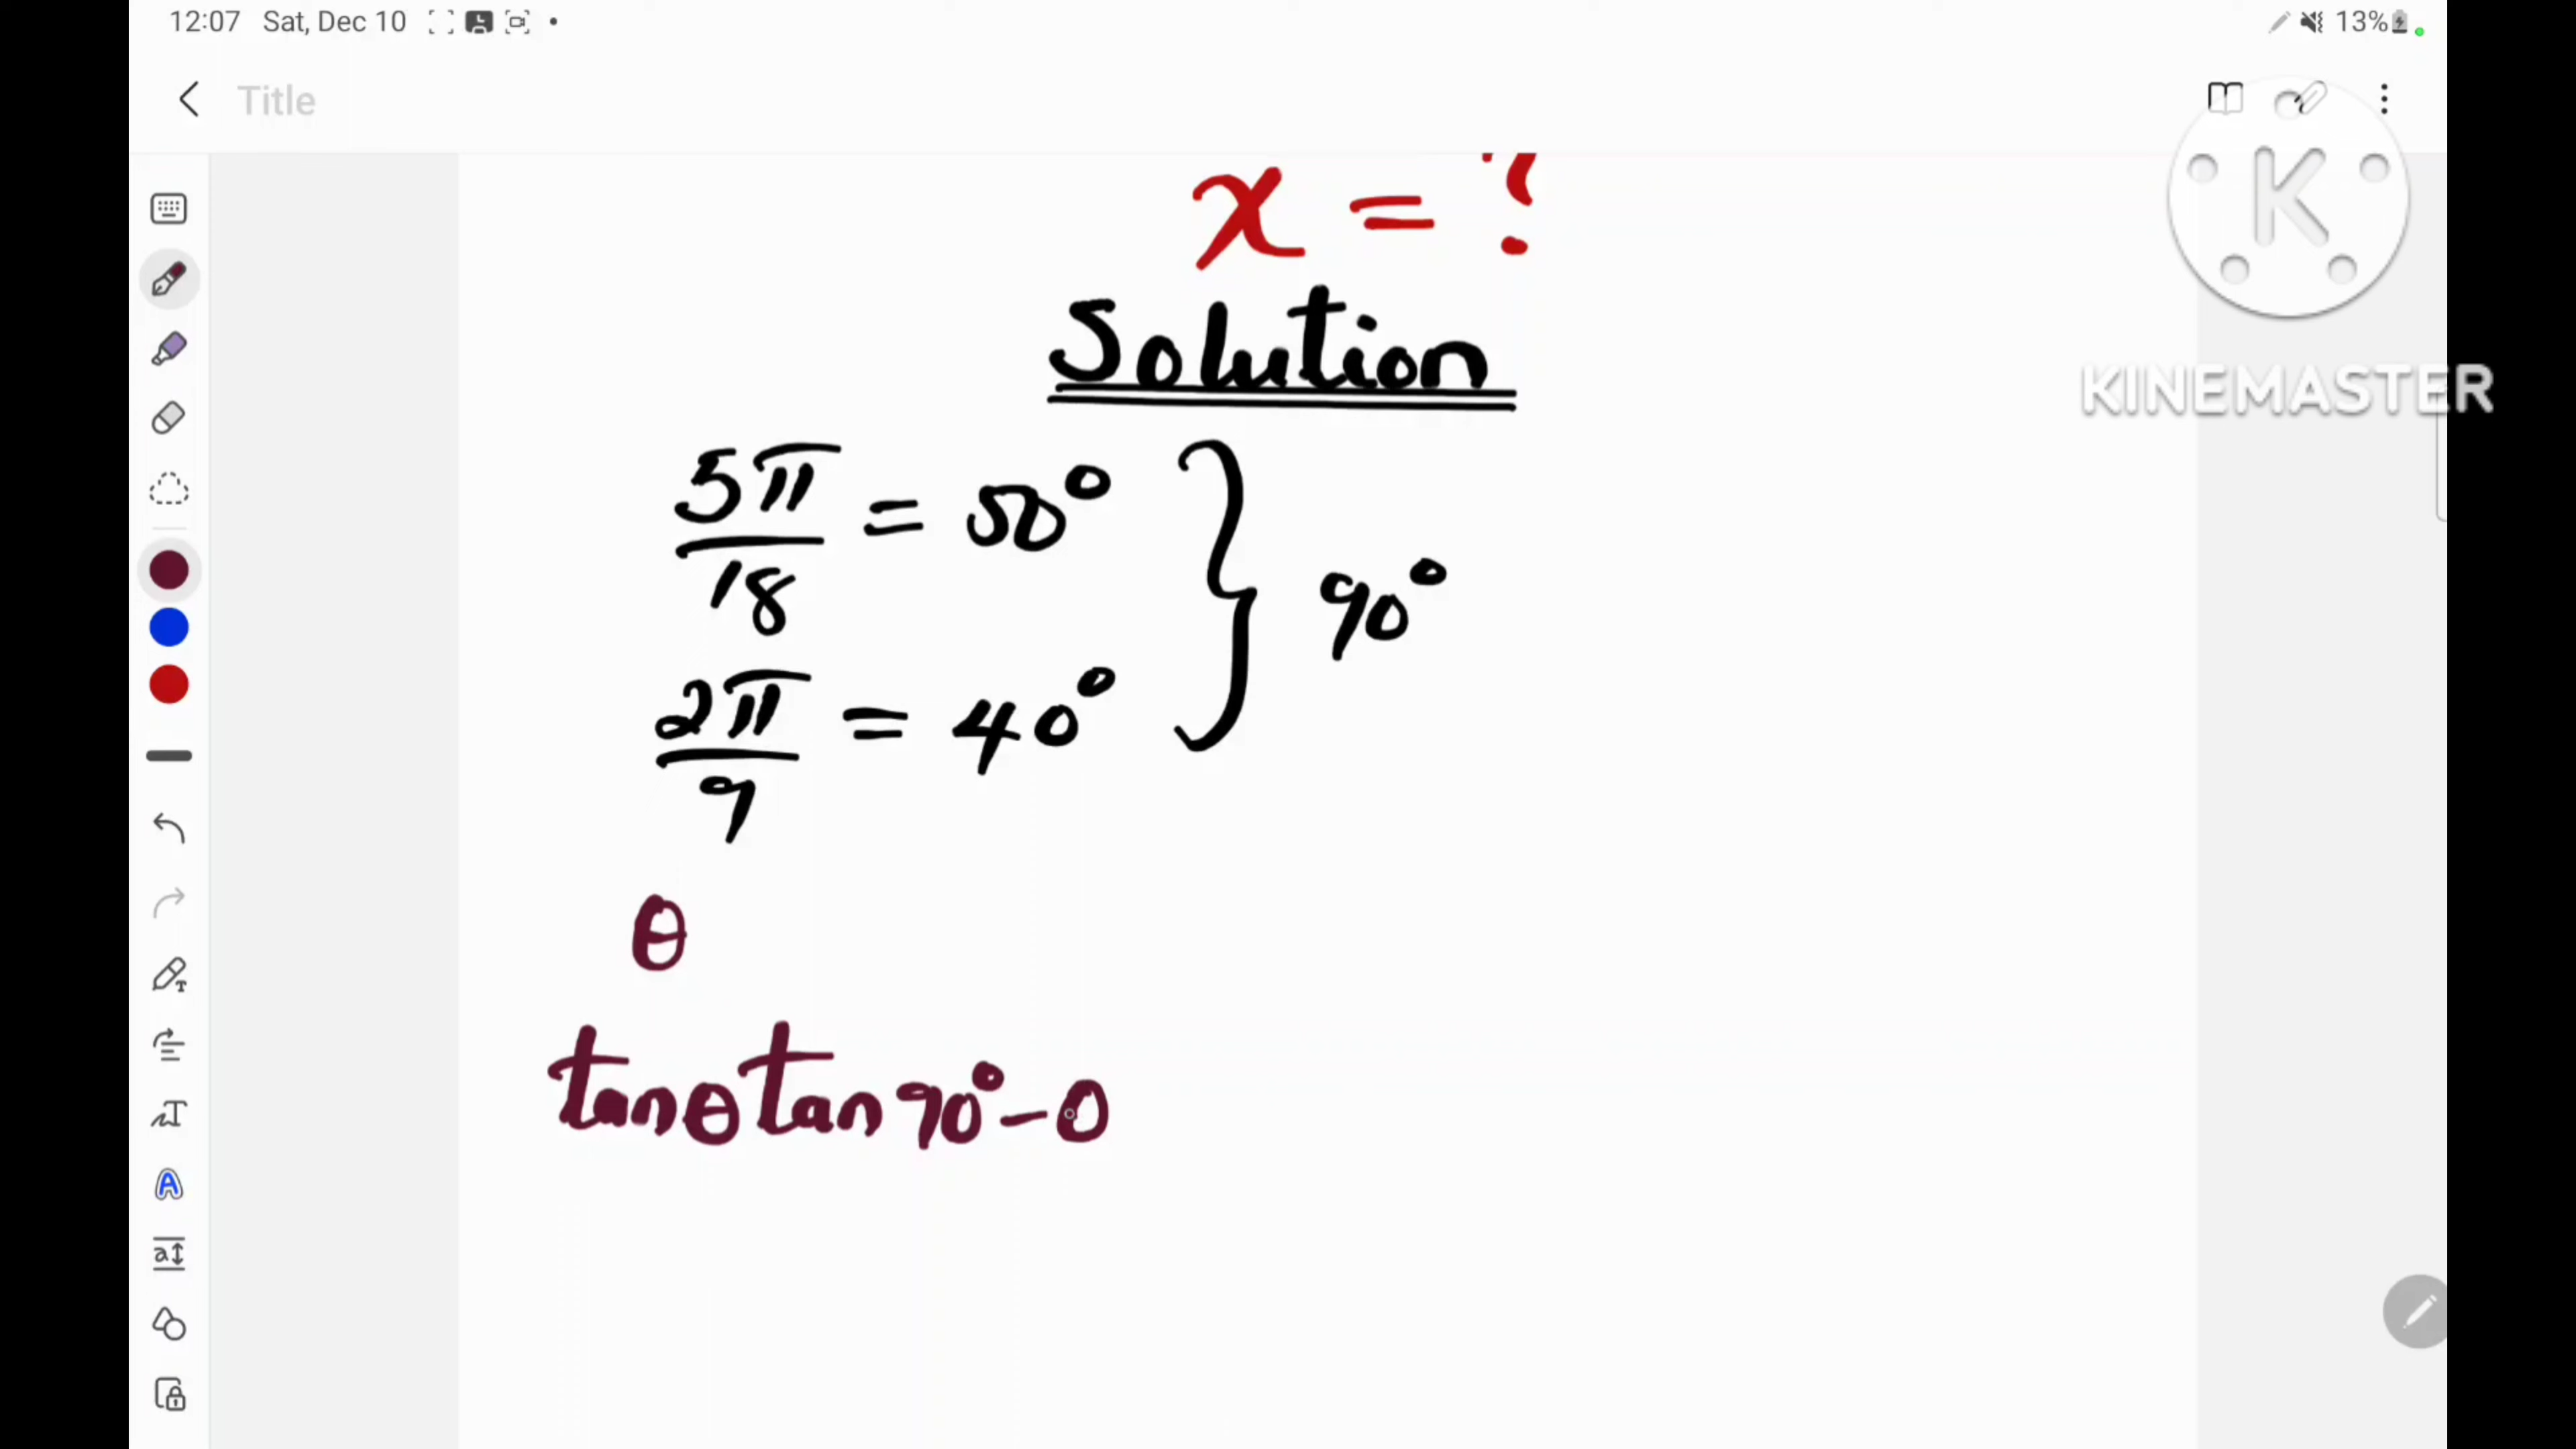 12:07 Sat, Dec 10
13%
Title
K
KINEMASTER
x = ?
Solution
5π/18 = 50°
90°
2π/9 = 40°
θ
tanθ tan 90° - 0